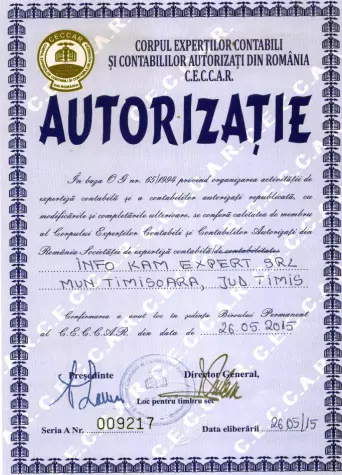 CECCAR
CORPUL EXPERȚILOR CONTABILI
ȘI CONTABILILOR AUTORIZAȚI DIN ROMÂNIA
C.E.C.C.A.R.
AUTORIZAȚIE
În baza O G nr. 65/1994 privind organizarea activității de
expertiză contabilă și a contabililor autorizați republicată, cu
modificările și completările ulterioare, se conferă calitatea de membru
al Corpului Experților Contabili și Contabililor Autorizați din
România Societății de expertiză contabilă/de contabilitate
INFO KAM EXPERT SRL
MUN TIMISOARA, JUD TIMIS
Confirmarea a avut loc în ședința Biroului Permanent
al C.E.C.C.A.R. din data de 26.05.2015
Președinte Director General,
Loc pentru timbru sec
Seria A Nr. 009217 Data eliberării 26.05/15